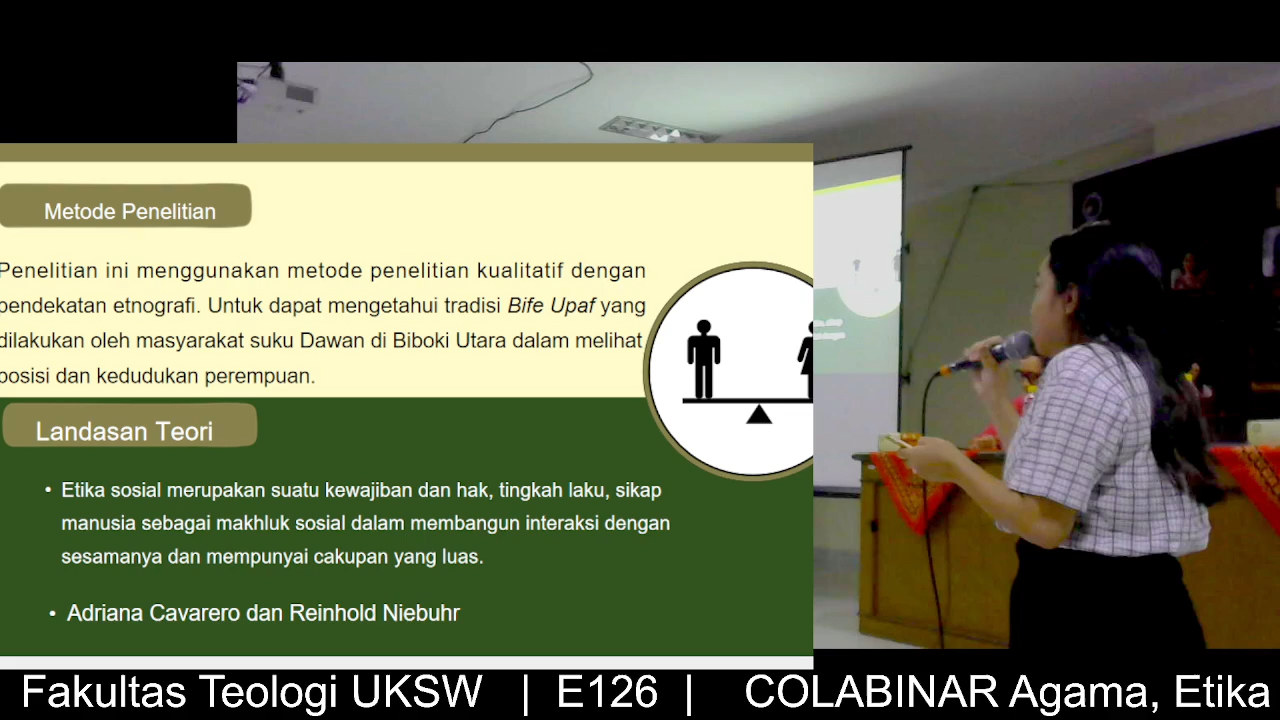 Metode Penelitian
Penelitian ini menggunakan metode penelitian kualitatif dengan
pendekatan etnografi. Untuk dapat mengetahui tradisi Bife Upaf yang
dilakukan oleh masyarakat suku Dawan di Biboki Utara dalam melihat
posisi dan kedudukan perempuan.
Landasan Teori
• Etika sosial merupakan suatu kewajiban dan hak, tingkah laku, sikap
manusia sebagai makhluk sosial dalam membangun interaksi dengan
sesamanya dan mempunyai cakupan yang luas.
• Adriana Cavarero dan Reinhold Niebuhr
Fakultas Teologi UKSW | E126 | COLABINAR Agama, Etika